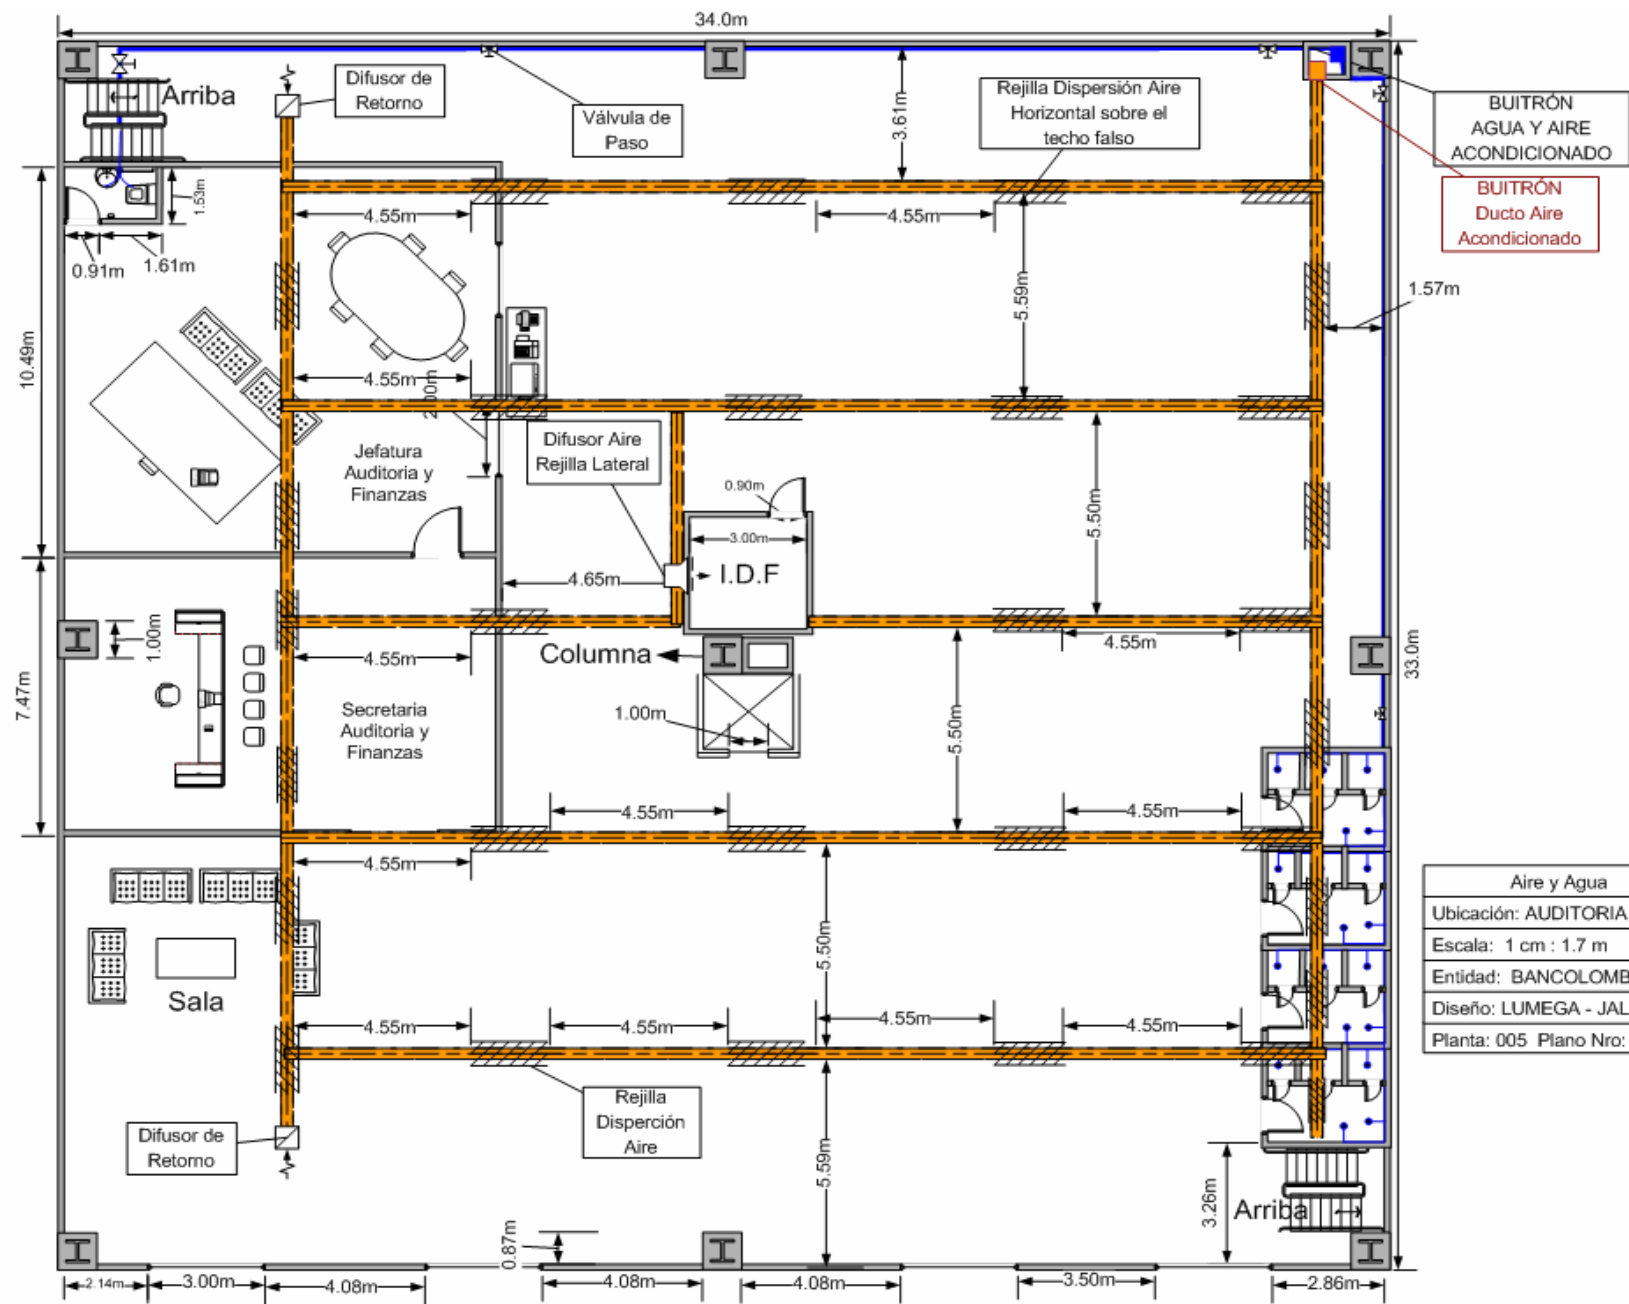 34.0m
Arriba
Difusor de
Retorno
Válvula de
Paso
3.61m
Rejilla Dispersión Aire
Horizontal sobre el
techo falso
BUITRÓN
AGUA Y AIRE
ACONDICIONADO
BUITRÓN
Ducto Aire
Acondicionado
1.53m
0.91m
1.61m
4.55m
4.55m
5.59m
1.57m
10.49m
4.55m
2.00m
Jefatura
Auditoria y
Finanzas
Difusor Aire
Rejilla Lateral
0.90m
3.00m
I.D.F
5.50m
4.65m
1.00m
4.55m
Columna
4.55m
33.0m
7.47m
Secretaria
Auditoria y
Finanzas
1.00m
5.50m
4.55m
4.55m
4.55m
Sala
5.50m
4.55m
4.55m
4.55m
4.55m
Aire y Agua
Ubicación: AUDITORIA
Escala: 1 cm : 1.7 m
Entidad: BANCOLOMB
Diseño: LUMEGA - JAL
Planta: 005 Plano Nro:
Difusor de
Retorno
Rejilla
Disperción
Aire
5.59m
3.26m
Arriba
0.87m
2.14m
3.00m
4.08m
4.08m
4.08m
3.50m
2.86m